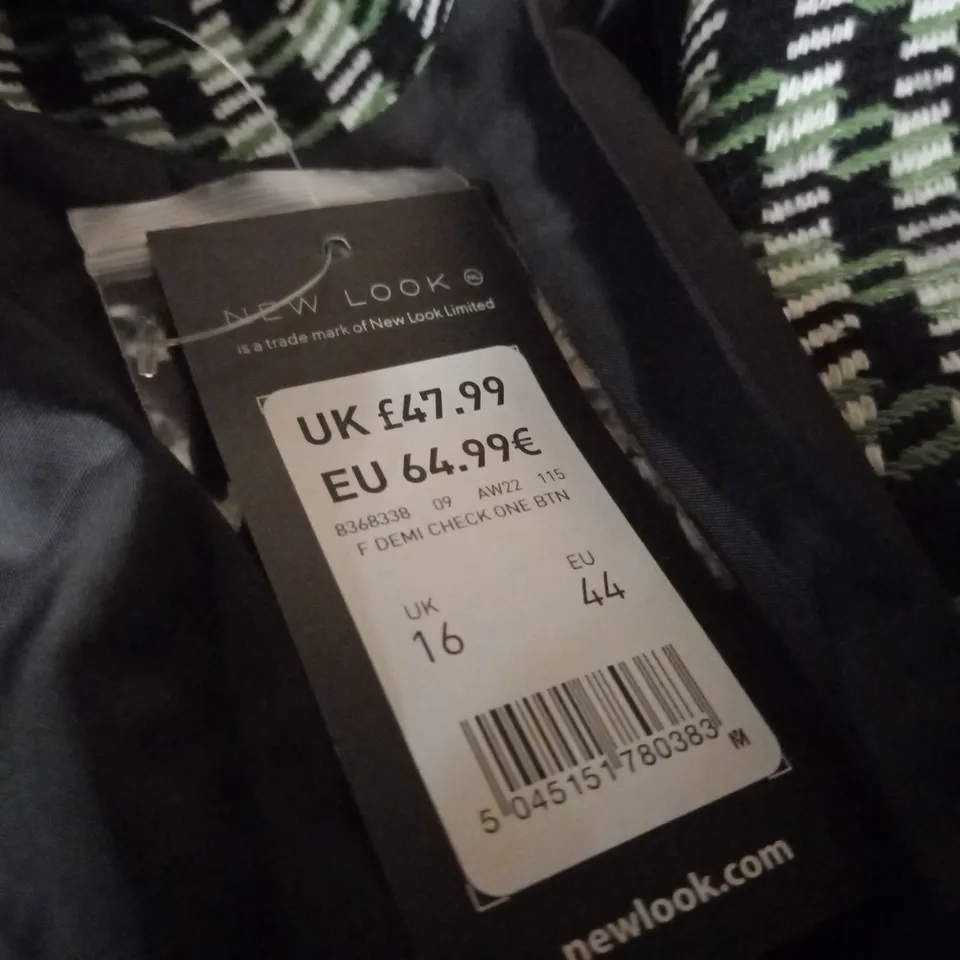 NEW LOOK
is a trade mark of New Look Limited
UK £47.99
EU 64.99€
8368338 09 AW22 115
F DEMI CHECK ONE BTN
UK EU
16 44
5 045151 780383
newlook.com